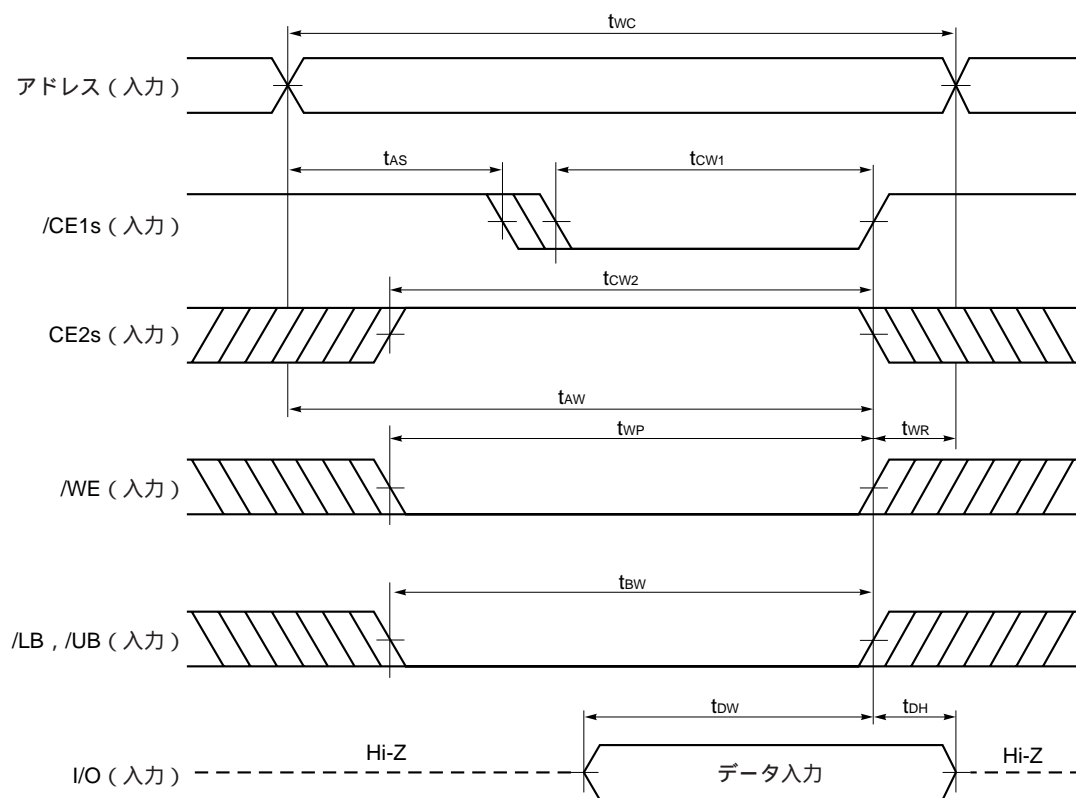 tWC
アドレス（入力）
tAS
tCW1
/CE1s（入力）
tCW2
CE2s（入力）
tAW
tWP
tWR
/WE（入力）
tBW
/LB , /UB（入力）
tDW
tDH
Hi-Z
Hi-Z
I/O（入力）
データ入力